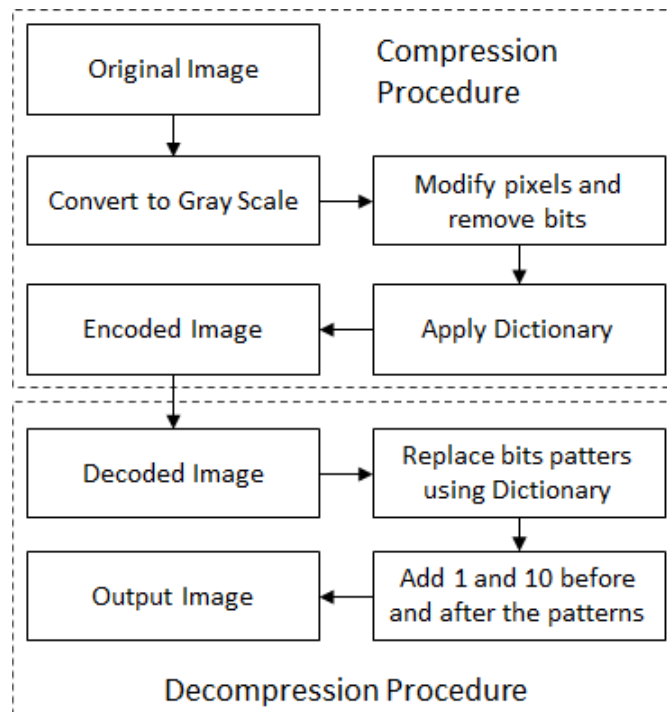 Original Image
Compression
Procedure
Convert to Gray Scale
Modify pixels and
remove bits
Encoded Image
Apply Dictionary
Decoded Image
Replace bits patters
using Dictionary
Output Image
Add 1 and 10 before
and after the patterns
Decompression Procedure